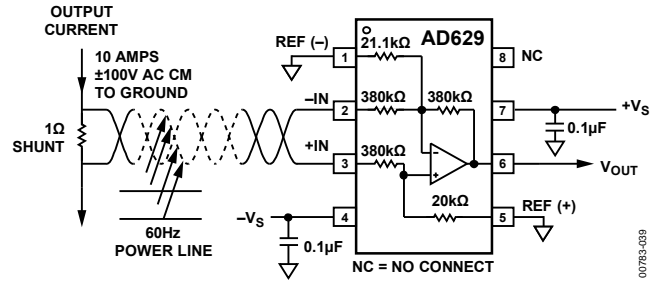 OUTPUT
CURRENT
10 AMPS
±100V AC CM
TO GROUND
1Ω
SHUNT
60Hz
POWER LINE
REF (–)
1
21.1kΩ
AD629
8
NC
–IN
2
380kΩ
380kΩ
7
+VS
0.1µF
+IN
3
380kΩ
–
+
6
VOUT
–VS
4
20kΩ
5
REF (+)
0.1µF
NC = NO CONNECT
00783-039